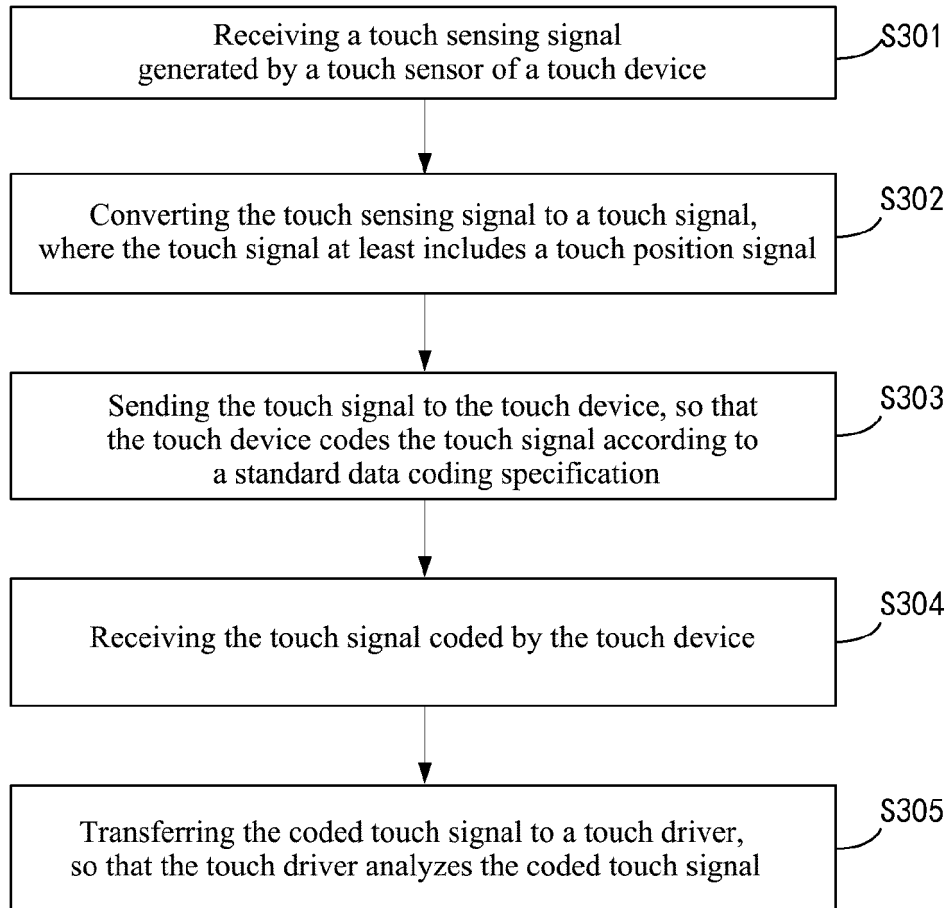 Receiving a touch sensing signal
generated by a touch sensor of a touch device
S301
Converting the touch sensing signal to a touch signal,
where the touch signal at least includes a touch position signal
S302
Sending the touch signal to the touch device, so that
the touch device codes the touch signal according to
a standard data coding specification
S303
Receiving the touch signal coded by the touch device
S304
Transferring the coded touch signal to a touch driver,
so that the touch driver analyzes the coded touch signal
S305